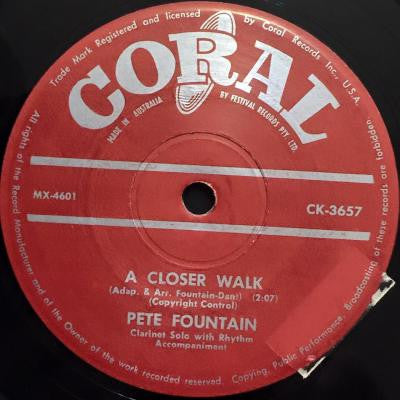 Trade Mark Registered and licensed by Coral Records Inc., U.S.A.
CORAL
MADE IN AUSTRALIA BY FESTIVAL RECORDS PTY. LTD.
MX-4601
CK-3657
A CLOSER WALK
(Adap. & Arr. Fountain-Dant) (2:07)
(Copyright Control)
PETE FOUNTAIN
Clarinet Solo with Rhythm
Accompaniment
All rights of the Record Manufacturer and of the Owner of the work recorded reserved. Copying, Public Performance, Broadcasting of these forbidden